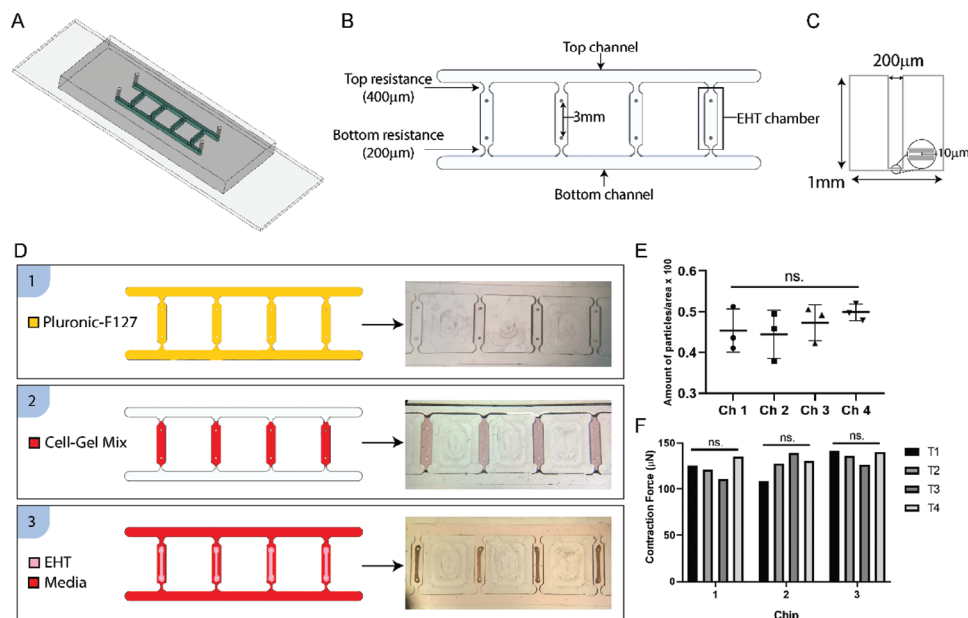 A
B
Top channel
Top resistance
(400µm)
3mm
EHT chamber
Bottom resistance
(200µm)
Bottom channel
C
200µm
10µm
1mm
D
1
Pluronic-F127
2
Cell-Gel Mix
3
EHT
Media
E
ns.
Amount of particles/area x 100
0.6
0.5
0.4
0.3
Ch 1
Ch 2
Ch 3
Ch 4
F
ns.
ns.
ns.
Contraction Force (µN)
150
100
50
0
1
2
3
Chip
T1
T2
T3
T4